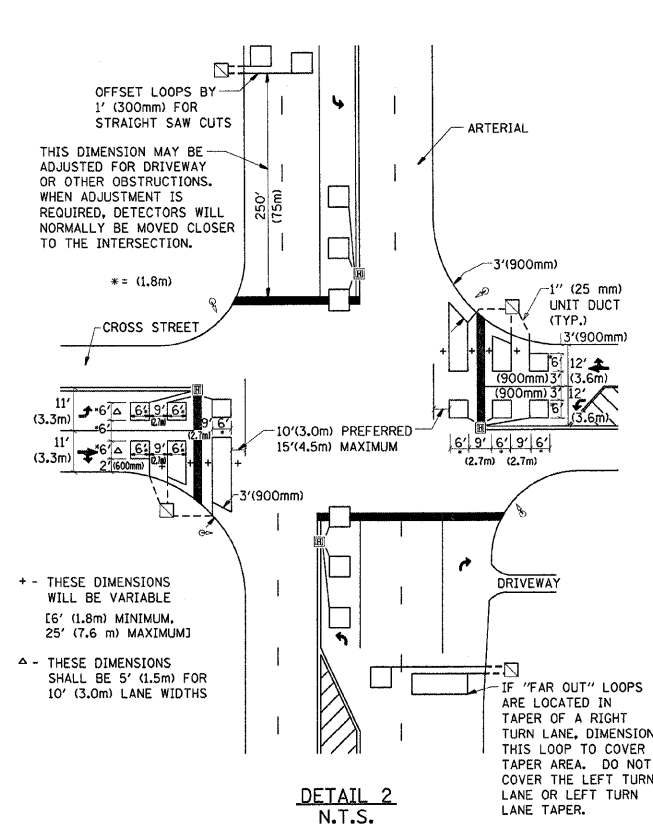 OFFSET LOOPS BY
1' (300mm) FOR
STRAIGHT SAW CUTS
ARTERIAL
THIS DIMENSION MAY BE
ADJUSTED FOR DRIVEWAY
OR OTHER OBSTRUCTIONS.
WHEN ADJUSTMENT IS
REQUIRED, DETECTORS WILL
NORMALLY BE MOVED CLOSER
TO THE INTERSECTION.
250'
(75m)
* = (1.8m)
3'(900mm)
1" (25 mm)
UNIT DUCT
(TYP.)
CROSS STREET
3'(900mm)
+ + + +
*6' 12'
(900mm) 3' (3.6m)
(900mm) 3' 12'
*6'
(3.6m)
H
11' *6' △ 6' 9' 6'
(3.3m) *6' (2.7m) 9' 6'
(2.7m) *
11' *6' △ 6' 9' 6'
(3.3m) 2' (600mm) (2.7m) + + +
10'(3.0m) PREFERRED
15'(4.5m) MAXIMUM
H
6' 9' 6' 9' 6'
* * *
(2.7m) (2.7m)
3'(900mm)
H
+ - THESE DIMENSIONS
WILL BE VARIABLE
[6' (1.8m) MINIMUM,
25' (7.6 m) MAXIMUM]
DRIVEWAY
△ - THESE DIMENSIONS
SHALL BE 5' (1.5m) FOR
10' (3.0m) LANE WIDTHS
IF "FAR OUT" LOOPS
ARE LOCATED IN
TAPER OF A RIGHT
TURN LANE, DIMENSION
THIS LOOP TO COVER
TAPER AREA. DO NOT
COVER THE LEFT TURN
LANE OR LEFT TURN
LANE TAPER.
DETAIL 2
N.T.S.